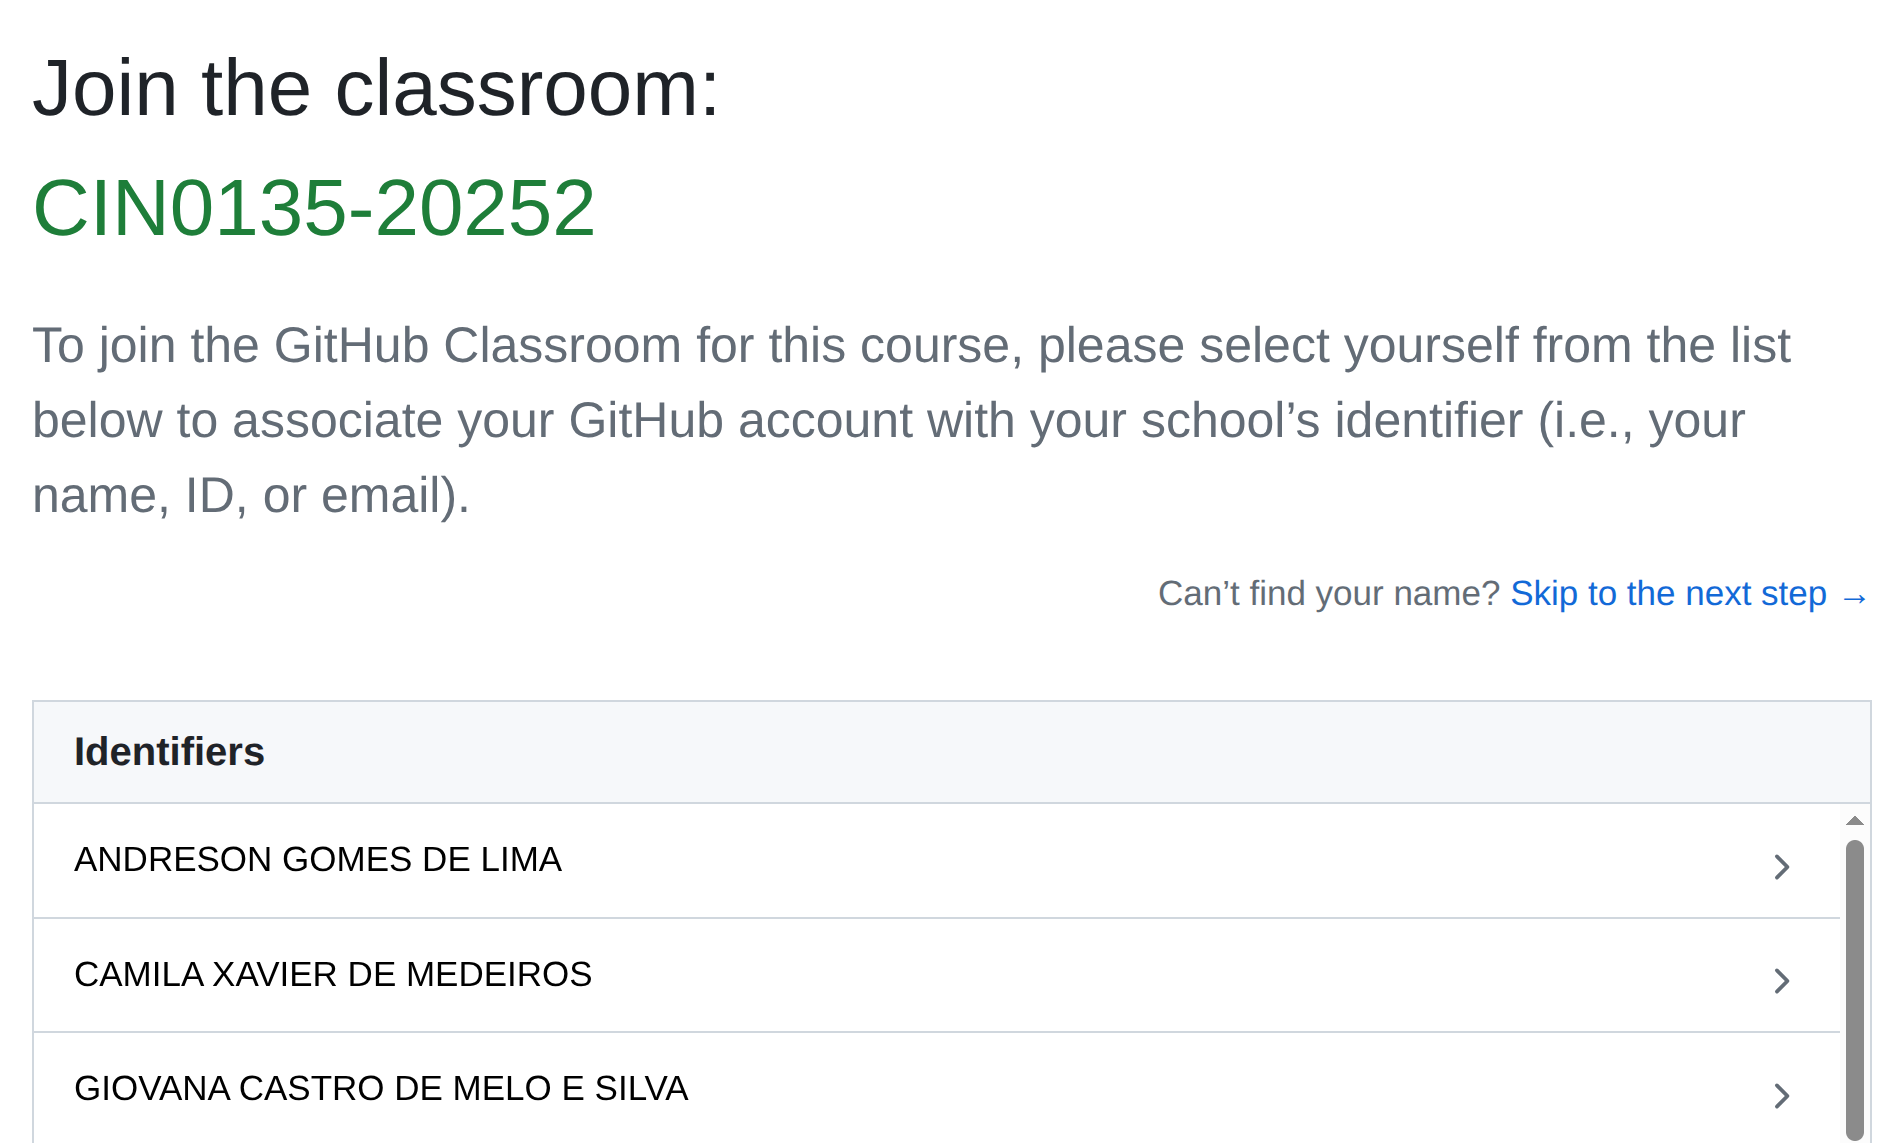 Join the classroom:
CIN0135-20252
To join the GitHub Classroom for this course, please select yourself from the list
below to associate your GitHub account with your school’s identifier (i.e., your
name, ID, or email).
Can’t find your name? Skip to the next step →
Identifiers
ANDRESON GOMES DE LIMA
CAMILA XAVIER DE MEDEIROS
GIOVANA CASTRO DE MELO E SILVA